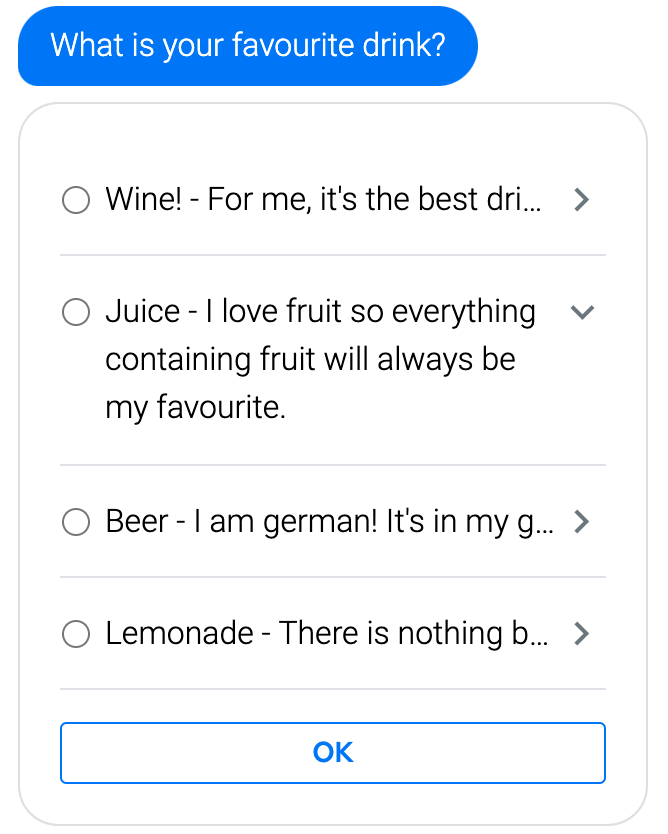 What is your favourite drink?
Wine! - For me, it's the best dri...
Juice - I love fruit so everything
containing fruit will always be
my favourite.
Beer - I am german! It's in my g...
Lemonade - There is nothing b...
OK